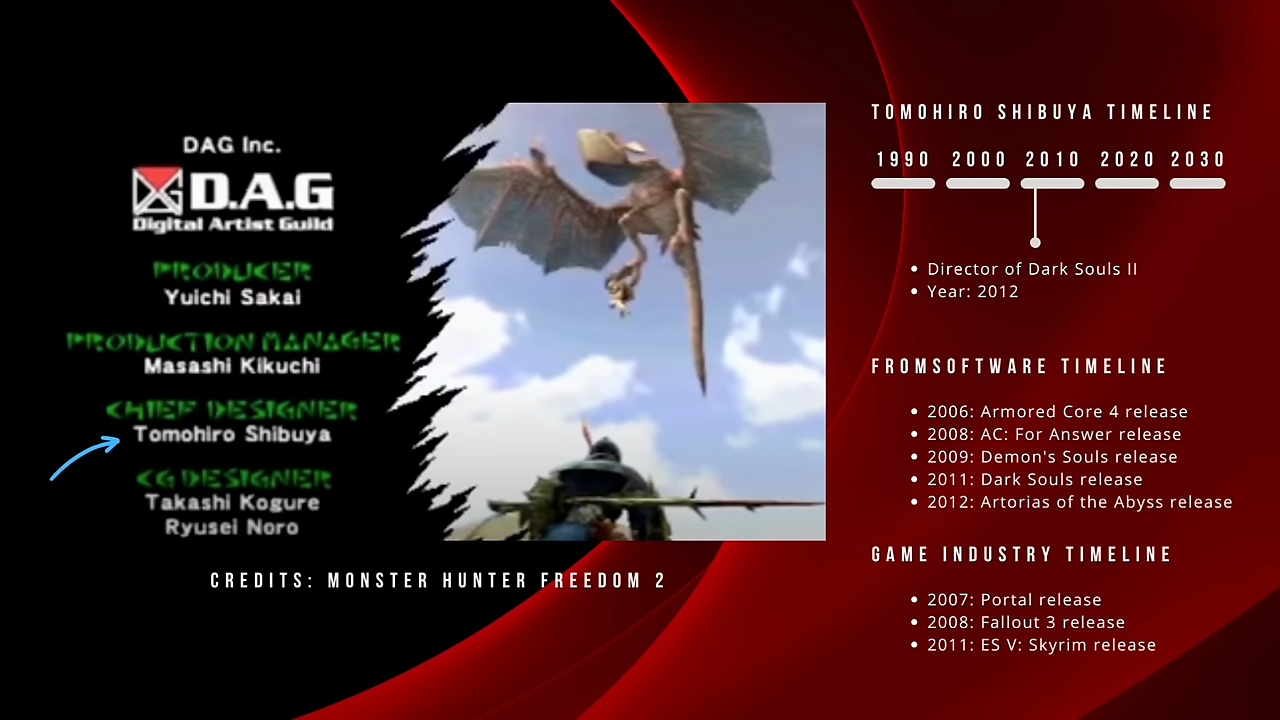 DAG Inc.
D.A.G
Digital Artist Guild
PRODUCER
Yuichi Sakai
PRODUCTION MANAGER
Masashi Kikuchi
CHIEF DESIGNER
Tomohiro Shibuya
CG DESIGNER
Takashi Kogure
Ryusei Noro
CREDITS: MONSTER HUNTER FREEDOM 2
TOMOHIRO SHIBUYA TIMELINE
1990 2000 2010 2020 2030
• Director of Dark Souls II
• Year: 2012
FROMSOFTWARE TIMELINE
• 2006: Armored Core 4 release
• 2008: AC: For Answer release
• 2009: Demon's Souls release
• 2011: Dark Souls release
• 2012: Artorias of the Abyss release
GAME INDUSTRY TIMELINE
• 2007: Portal release
• 2008: Fallout 3 release
• 2011: ES V: Skyrim release